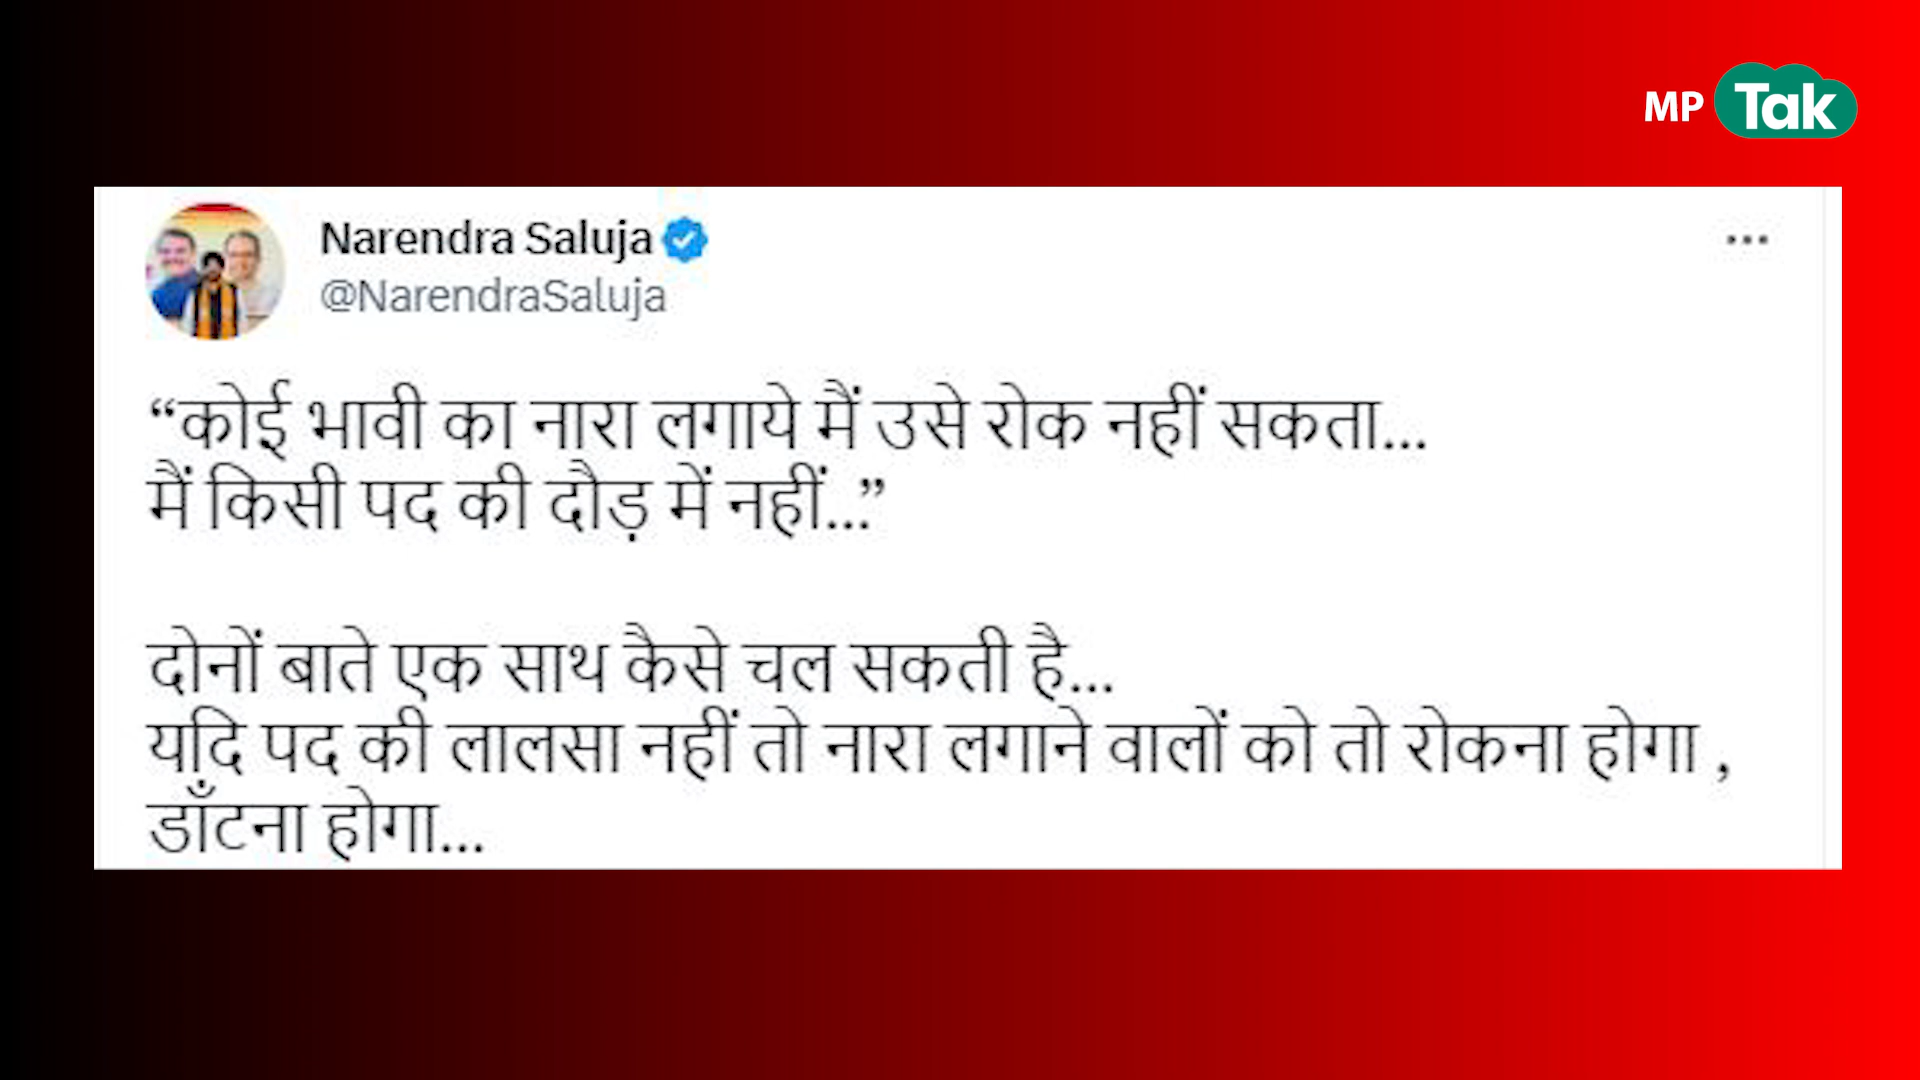 MP Tak
Narendra Saluja
@NarendraSaluja
“कोई भावी का नारा लगाये मैं उसे रोक नहीं सकता...
मैं किसी पद की दौड़ में नहीं...”
दोनों बाते एक साथ कैसे चल सकती है...
यदि पद की लालसा नहीं तो नारा लगाने वालों को तो रोकना होगा ,
डाँटना होगा...